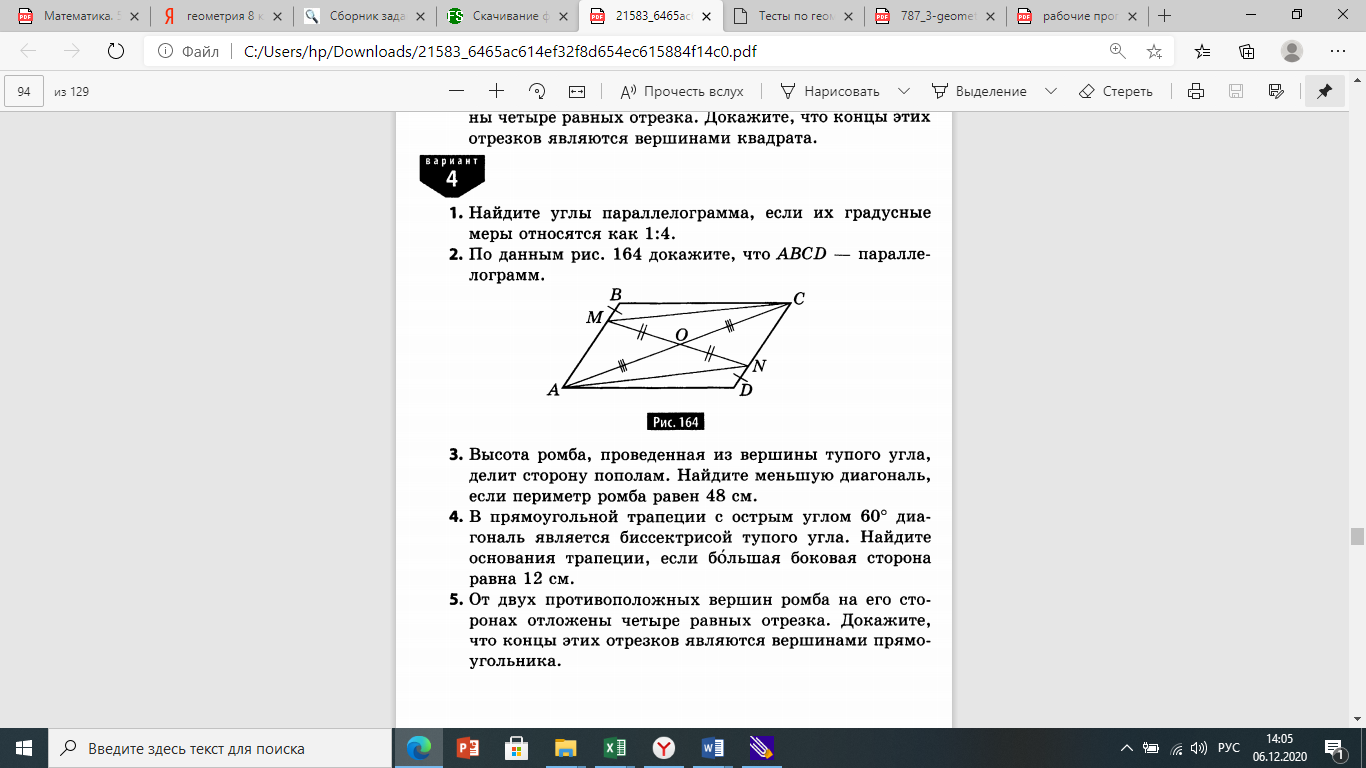 Математика. 5
геометрия 8 к
Сборник зада
Скачивание ф
21583_6465ac6
Тесты по геом
787_3-geomet
рабочие прог
Файл C:/Users/hp/Downloads/21583_6465ac614ef32f8d654ec615884f14c0.pdf
94 из 129 Прочесть вслух Нарисовать Выделение Стереть
ны четыре равных отрезка. Докажите, что концы этих
отрезков являются вершинами квадрата.
вариант
4
1. Найдите углы параллелограмма, если их градусные
меры относятся как 1:4.
2. По данным рис. 164 докажите, что ABCD — паралле-
лограмм.
B
C
M
O
N
A
D
Рис. 164
3. Высота ромба, проведенная из вершины тупого угла,
делит сторону пополам. Найдите меньшую диагональ,
если периметр ромба равен 48 см.
4. В прямоугольной трапеции с острым углом 60° диа-
гональ является биссектрисой тупого угла. Найдите
основания трапеции, если бо́льшая боковая сторона
равна 12 см.
5. От двух противоположных вершин ромба на его сто-
ронах отложены четыре равных отрезка. Докажите,
что концы этих отрезков являются вершинами прямо-
угольника.
Введите здесь текст для поиска
РУС
14:05
06.12.2020